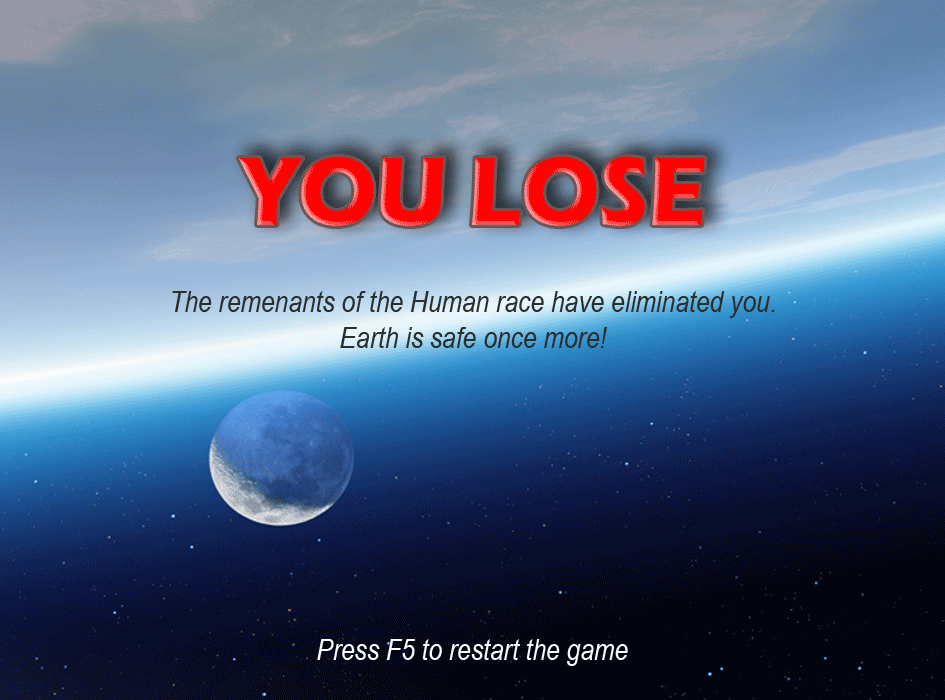 YOU LOSE
The remenants of the Human race have eliminated you.
Earth is safe once more!
Press F5 to restart the game